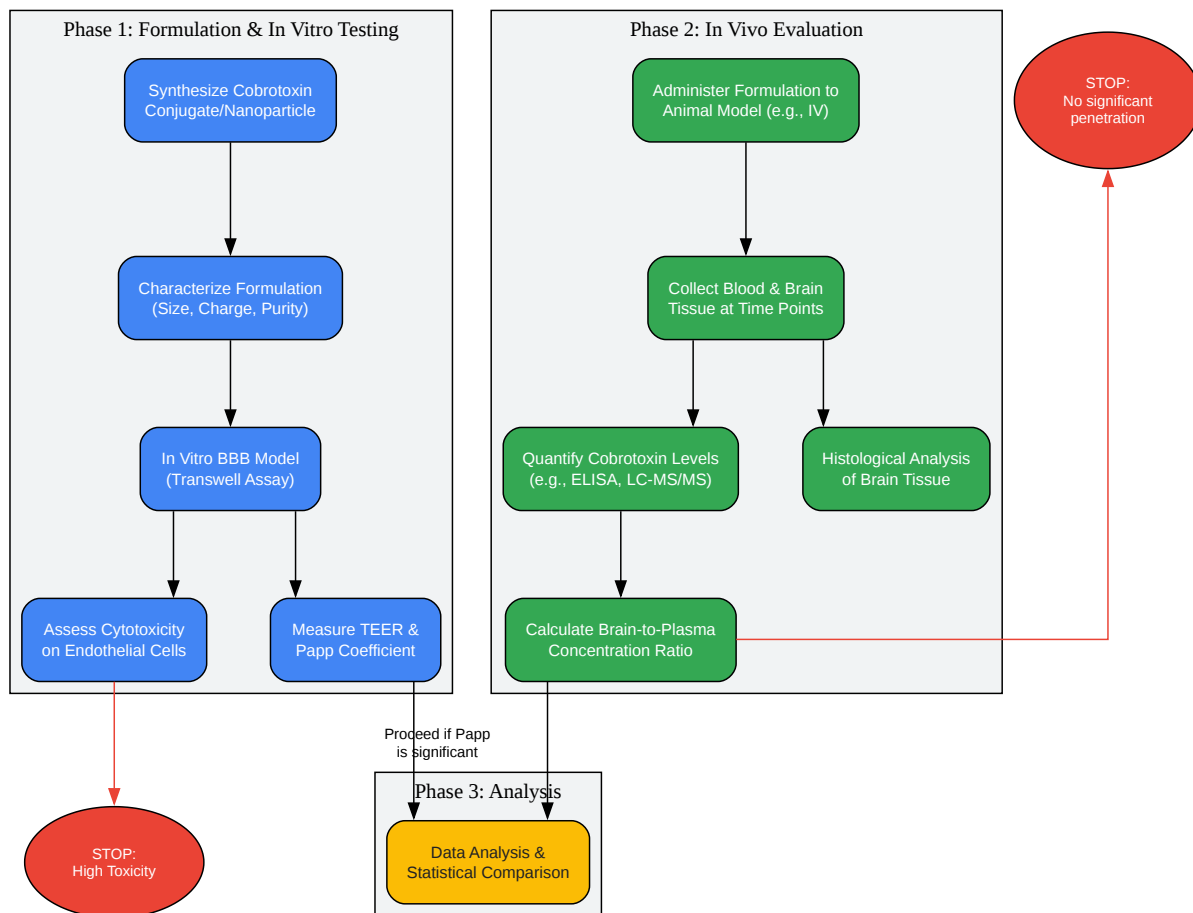 Phase 1: Formulation & In Vitro Testing
Synthesize Cobrotoxin
Conjugate/Nanoparticle
Characterize Formulation
(Size, Charge, Purity)
In Vitro BBB Model
(Transwell Assay)
Assess Cytotoxicity
on Endothelial Cells
Measure TEER &
Papp Coefficient
Phase 2: In Vivo Evaluation
Administer Formulation to
Animal Model (e.g., IV)
Collect Blood & Brain
Tissue at Time Points
Quantify Cobrotoxin Levels
(e.g., ELISA, LC-MS/MS)
Histological Analysis
of Brain Tissue
Calculate Brain-to-Plasma
Concentration Ratio
STOP:
No significant
penetration
Proceed if Papp
is significant
Phase 3: Analysis
Data Analysis &
Statistical Comparison
STOP:
High Toxicity